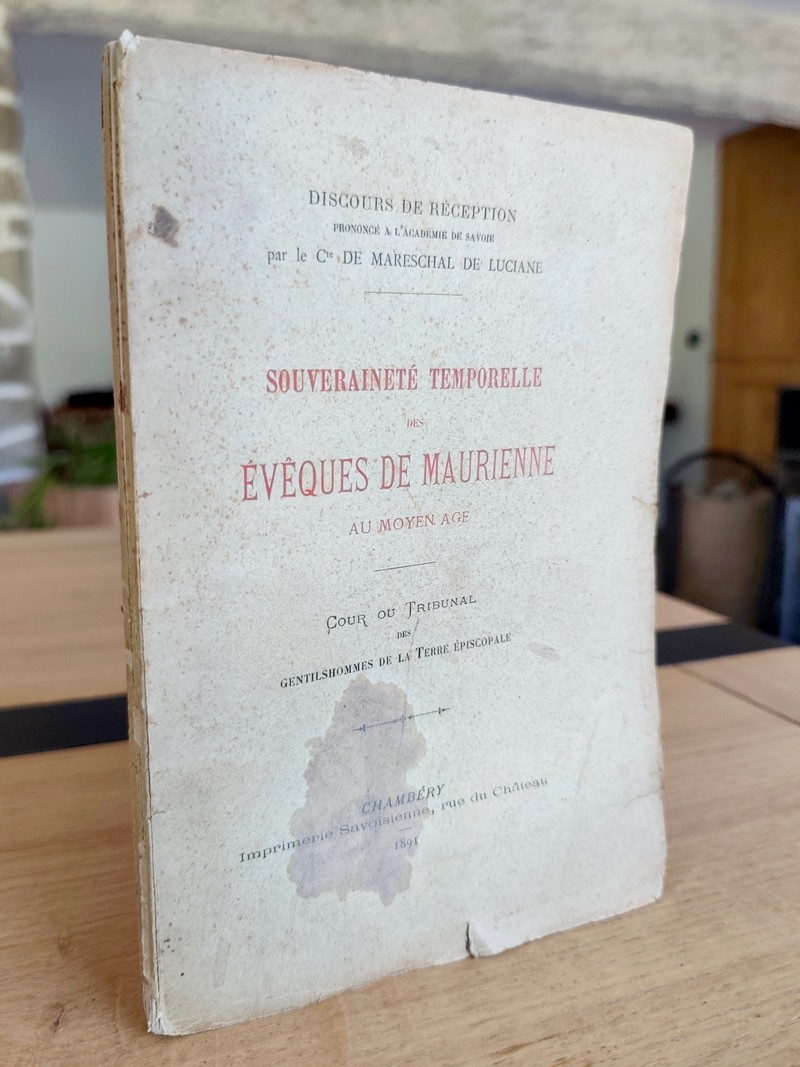 DISCOURS DE RÉCEPTION
PRONONCÉ A L'ACADÉMIE DE SAVOIE
par le Cte DE MARESCHAL DE LUCIANE
SOUVERAINETÉ TEMPORELLE
DES
ÉVÊQUES DE MAURIENNE
AU MOYEN AGE
COUR OU TRIBUNAL
DES
GENTILSHOMMES DE LA TERRE ÉPISCOPALE
CHAMBÉRY
Imprimerie Savoisienne, rue du Château
1891